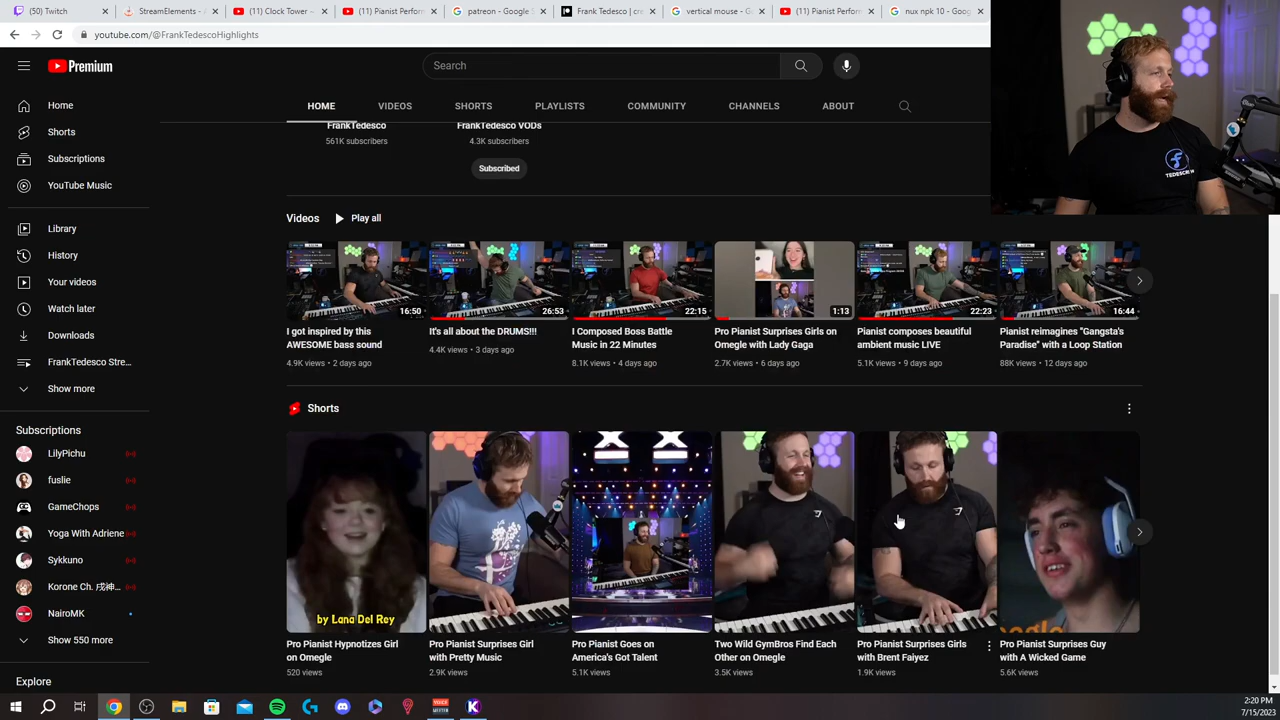 (50) Twitch
StreamElements - A
(11) Clock Tower -
(11) Pianist Perform
patreon - Google S
Frank Tedesco | cre
vertical mouse - Go
(11) Pianist Perform
nux npk 10 - Goog
youtube.com/@FrankTedescoHighlights
Premium
Search
HOME
VIDEOS
SHORTS
PLAYLISTS
COMMUNITY
CHANNELS
ABOUT
Home
Shorts
Subscriptions
YouTube Music
Library
History
Your videos
Watch later
Downloads
FrankTedesco Stre...
Show more
Subscriptions
LilyPichu
fuslie
GameChops
Yoga With Adriene
Sykkuno
Korone Ch. 戌神...
NairoMK
Show 550 more
Explore
FrankTedesco
561K subscribers
FrankTedesco VODs
4.3K subscribers
Subscribed
Videos
Play all
16:50
26:53
22:15
1:13
22:23
16:44
I got inspired by this
AWESOME bass sound
4.9K views • 2 days ago
It's all about the DRUMS!!!
4.4K views • 3 days ago
I Composed Boss Battle
Music in 22 Minutes
8.1K views • 4 days ago
Pro Pianist Surprises Girls on
Omegle with Lady Gaga
2.7K views • 6 days ago
Pianist composes beautiful
ambient music LIVE
5.1K views • 9 days ago
Pianist reimagines "Gangsta's
Paradise" with a Loop Station
88K views • 12 days ago
Shorts
by Lana Del Rey
Pro Pianist Hypnotizes Girl
on Omegle
520 views
Pro Pianist Surprises Girl
with Pretty Music
2.9K views
Pro Pianist Goes on
America's Got Talent
5.1K views
Two Wild GymBros Find Each
Other on Omegle
3.5K views
Pro Pianist Surprises Girls
with Brent Faiyez
1.9K views
Pro Pianist Surprises Guy
with A Wicked Game
5.6K views
2:20 PM
7/15/2023